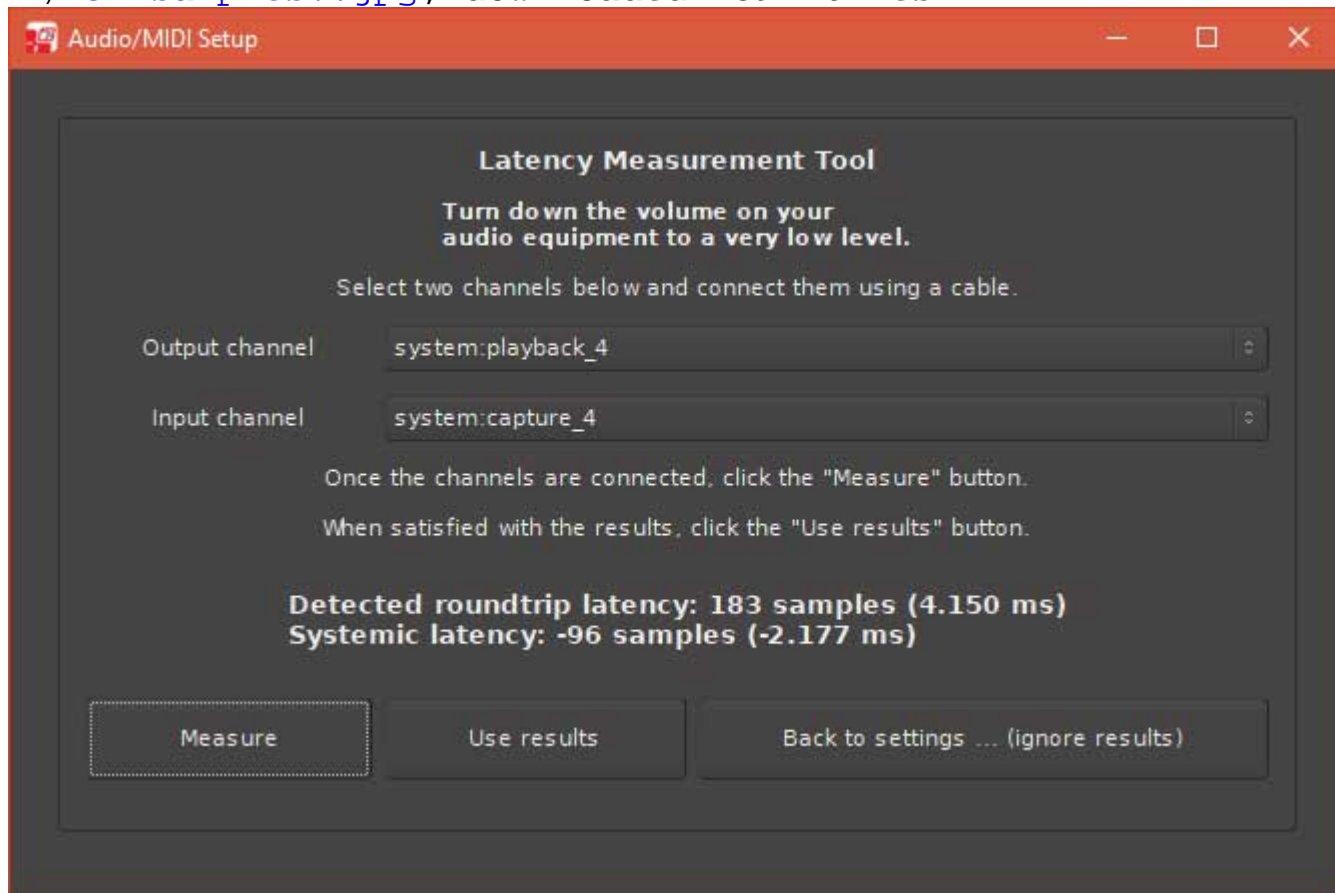 Audio/MIDI Setup
Latency Measurement Tool
Turn down the volume on your
audio equipment to a very low level.
Select two channels below and connect them using a cable.
Output channel system:playback_4
Input channel system:capture_4
Once the channels are connected, click the "Measure" button.
When satisfied with the results, click the "Use results" button.
Detected roundtrip latency: 183 samples (4.150 ms)
Systemic latency: -96 samples (-2.177 ms)
Measure Use results Back to settings ... (ignore results)